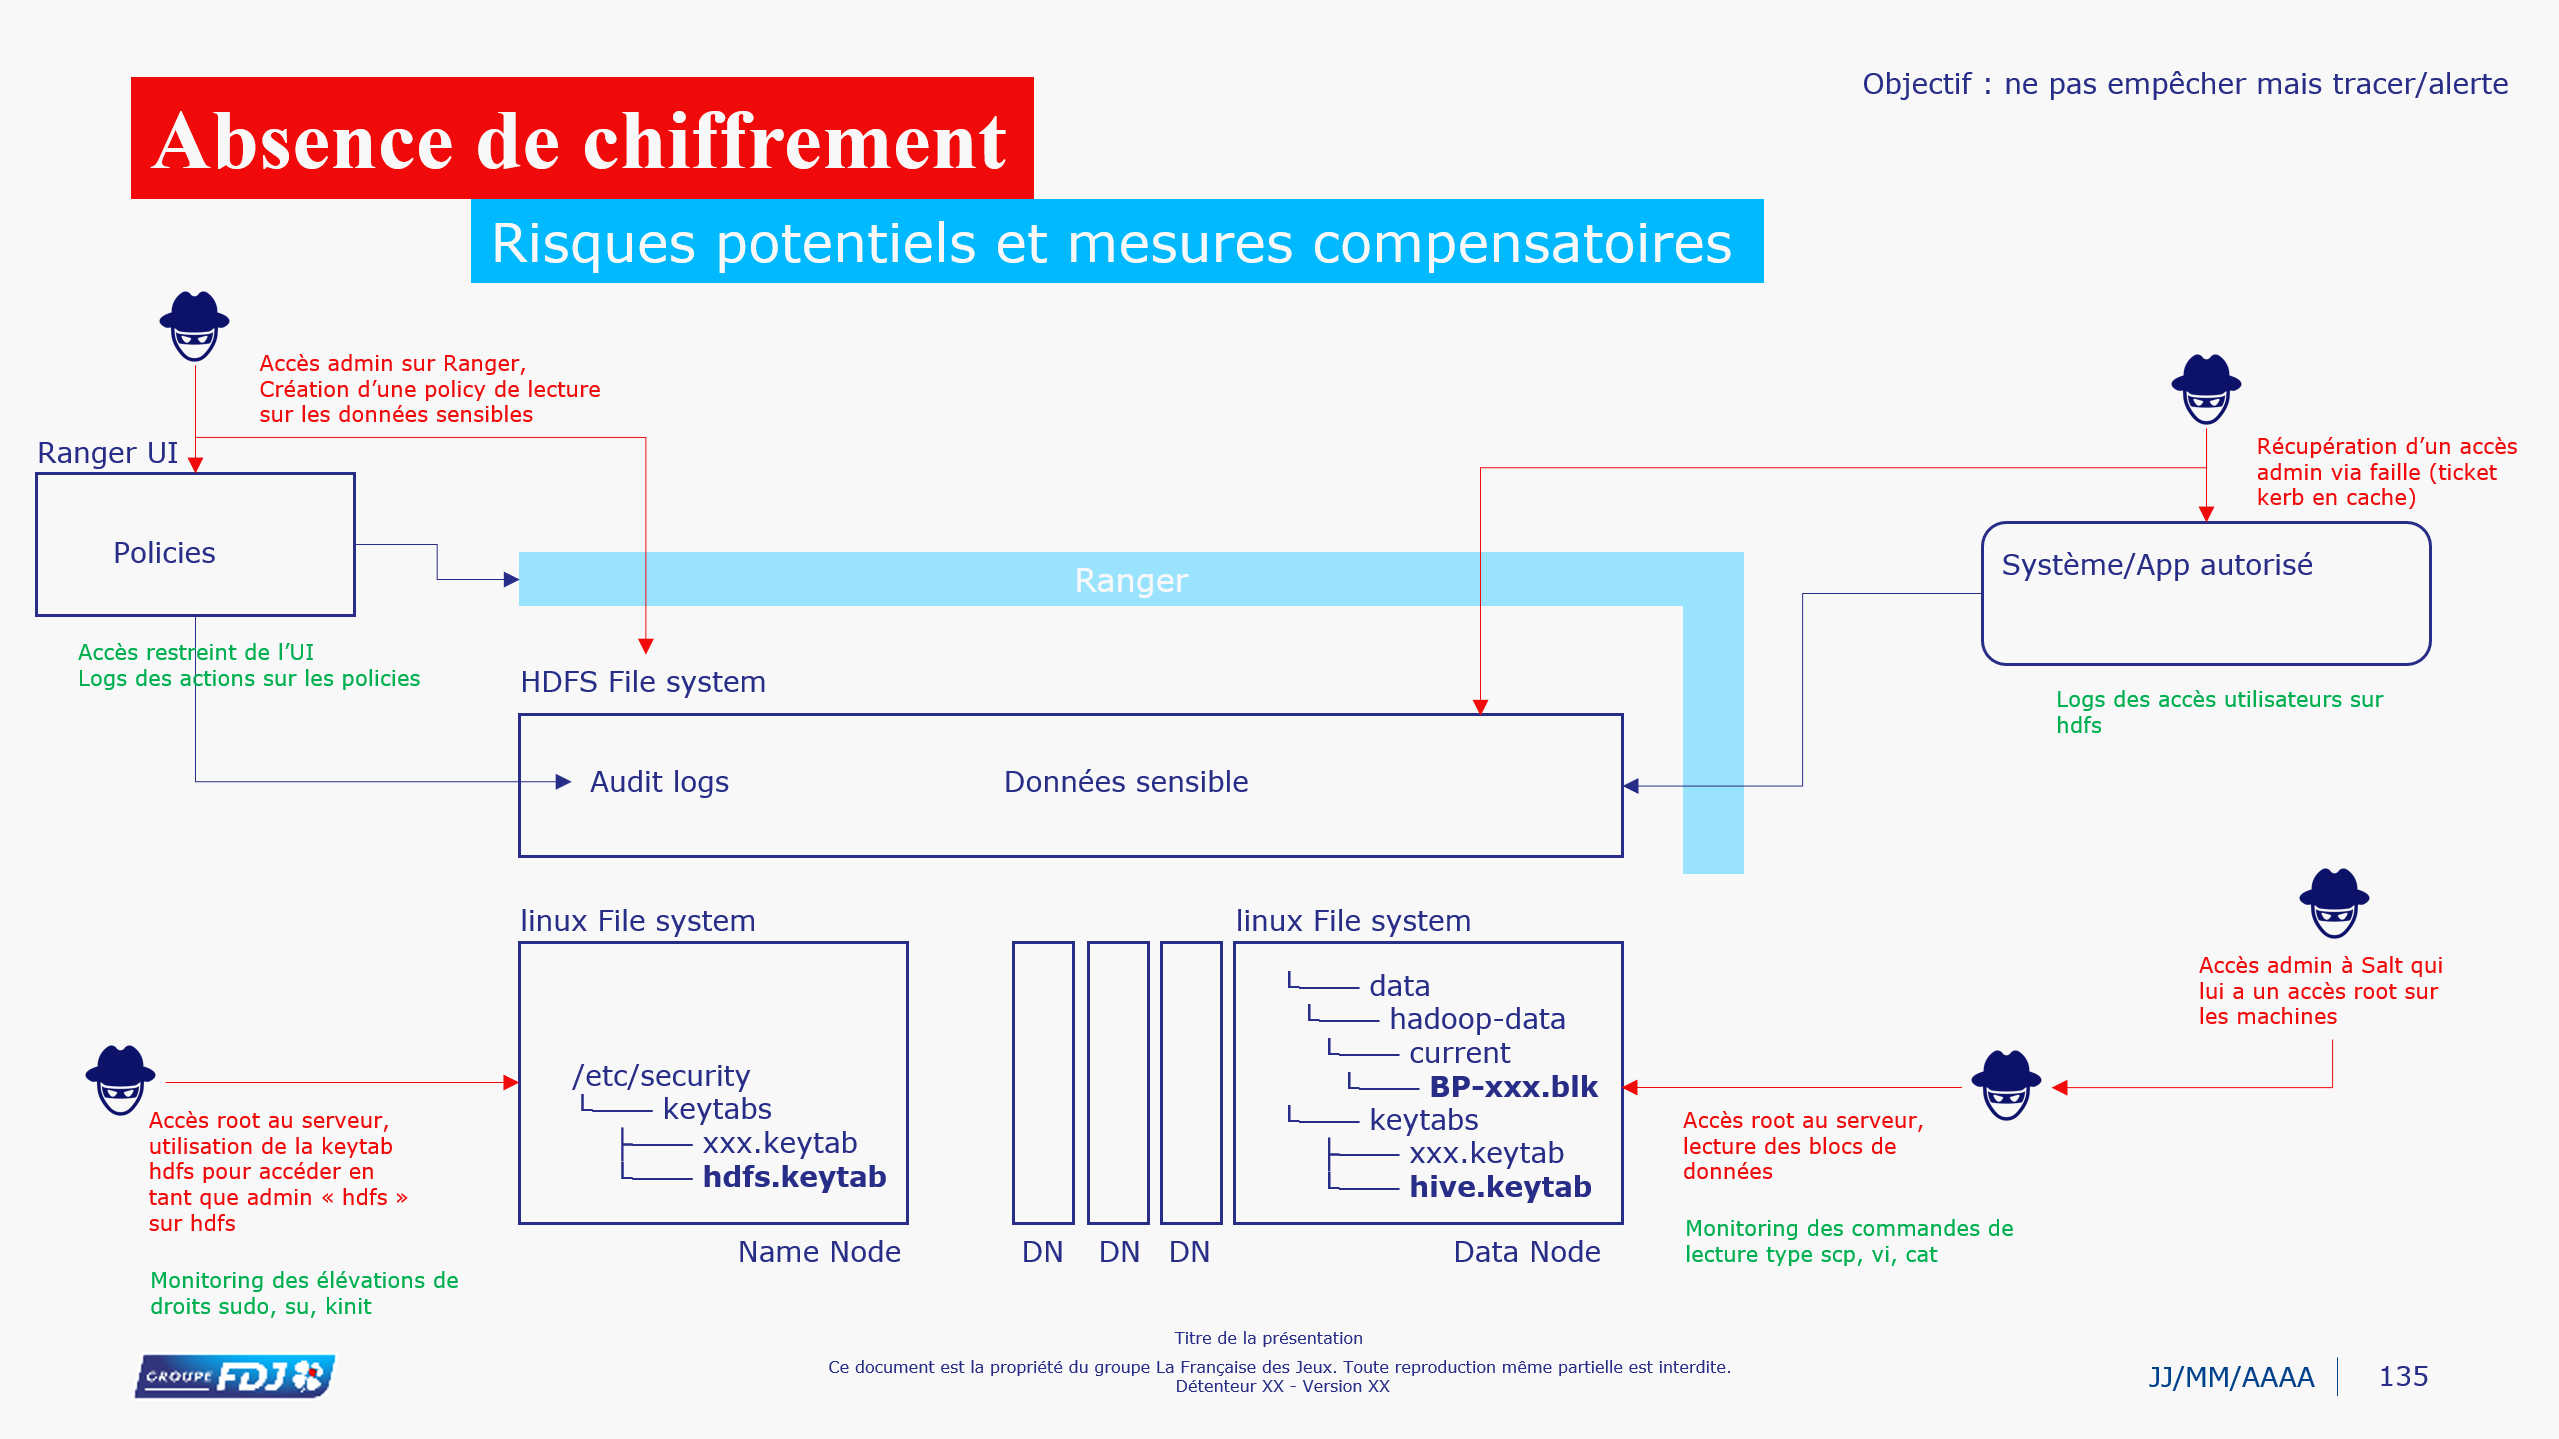 Objectif : ne pas empêcher mais tracer/alerte
Absence de chiffrement
Risques potentiels et mesures compensatoires
Accès admin sur Ranger,
Création d’une policy de lecture
sur les données sensibles
Ranger UI
Policies
Accès restreint de l’UI
Logs des actions sur les policies
Ranger
Récupération d’un accès
admin via faille (ticket
kerb en cache)
Système/App autorisé
Logs des accès utilisateurs sur
hdfs
HDFS File system
Audit logs
Données sensible
linux File system
/etc/security
keytabs
xxx.keytab
hdfs.keytab
Name Node
DN
DN
DN
linux File system
data
hadoop-data
current
BP-xxx.blk
keytabs
xxx.keytab
hive.keytab
Data Node
Accès root au serveur,
utilisation de la keytab
hdfs pour accéder en
tant que admin « hdfs »
sur hdfs
Monitoring des élévations de
droits sudo, su, kinit
Accès admin à Salt qui
lui a un accès root sur
les machines
Accès root au serveur,
lecture des blocs de
données
Monitoring des commandes de
lecture type scp, vi, cat
GROUPE FDJ
Titre de la présentation
Ce document est la propriété du groupe La Française des Jeux. Toute reproduction même partielle est interdite.
Détenteur XX - Version XX
JJ/MM/AAAA
135